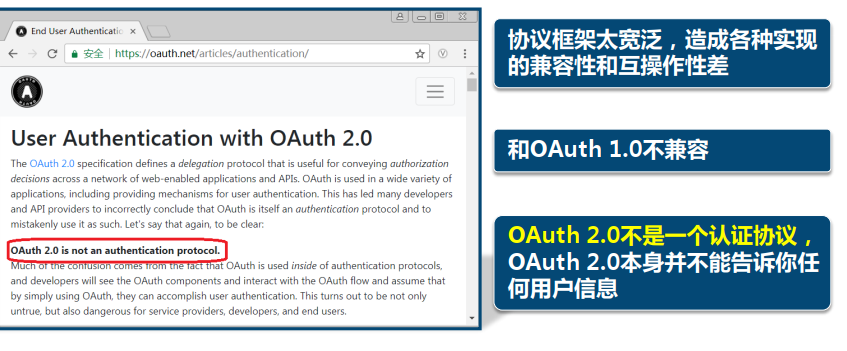 End User Authenticatic
安全 | https://oauth.net/articles/authentication/
User Authentication with OAuth 2.0
The OAuth 2.0 specification defines a delegation protocol that is useful for conveying authorization
decisions across a network of web-enabled applications and APIs. OAuth is used in a wide variety of
applications, including providing mechanisms for user authentication. This has led many developers
and API providers to incorrectly conclude that OAuth is itself an authentication protocol and to
mistakenly use it as such. Let's say that again, to be clear:
OAuth 2.0 is not an authentication protocol.
Much of the confusion comes from the fact that OAuth is used inside of authentication protocols,
and developers will see the OAuth components and interact with the OAuth flow and assume that
by simply using OAuth, they can accomplish user authentication. This turns out to be not only
untrue, but also dangerous for service providers, developers, and end users.
协议框架太宽泛，造成各种实现
的兼容性和互操作性差
和OAuth 1.0不兼容
OAuth 2.0不是一个认证协议，
OAuth 2.0本身并不能告诉你任
何用户信息